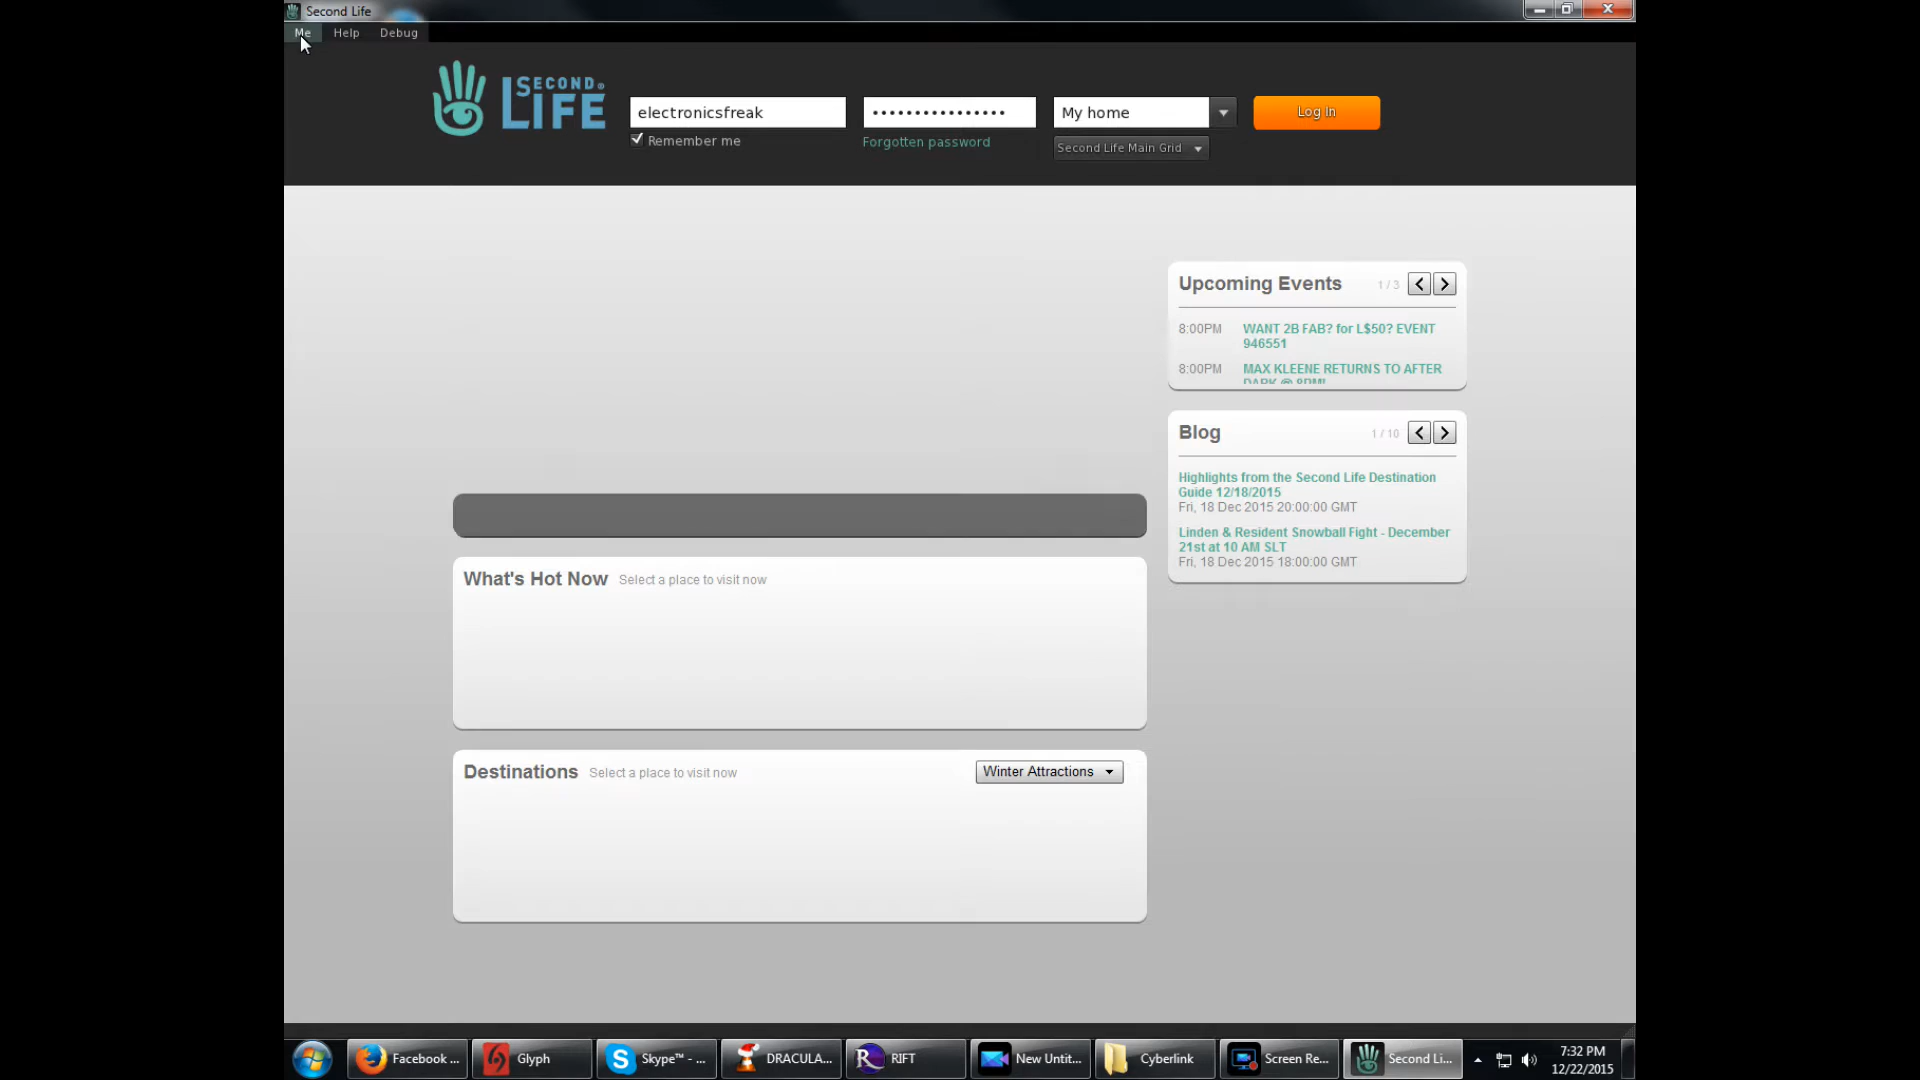 Second Life
Me Help Debug
SECOND LIFE
electronicsfreak
My home
Log in
Remember me
Forgotten password
Second Life Main Grid
Upcoming Events 1 / 3
8:00PM WANT 2B FAB? for L$50? EVENT
946551
8:00PM MAX KLEENE RETURNS TO AFTER
DARK @ 8PM!
Blog 1 / 10
Highlights from the Second Life Destination
Guide 12/18/2015
Fri, 18 Dec 2015 20:00:00 GMT
Linden & Resident Snowball Fight - December
21st at 10 AM SLT
Fri, 18 Dec 2015 18:00:00 GMT
What's Hot Now Select a place to visit now
Destinations Select a place to visit now
Winter Attractions
Facebook ...
Glyph
Skype™ - ...
DRACULA...
RIFT
New Untit...
Cyberlink
Screen Re...
Second Li...
7:32 PM
12/22/2015